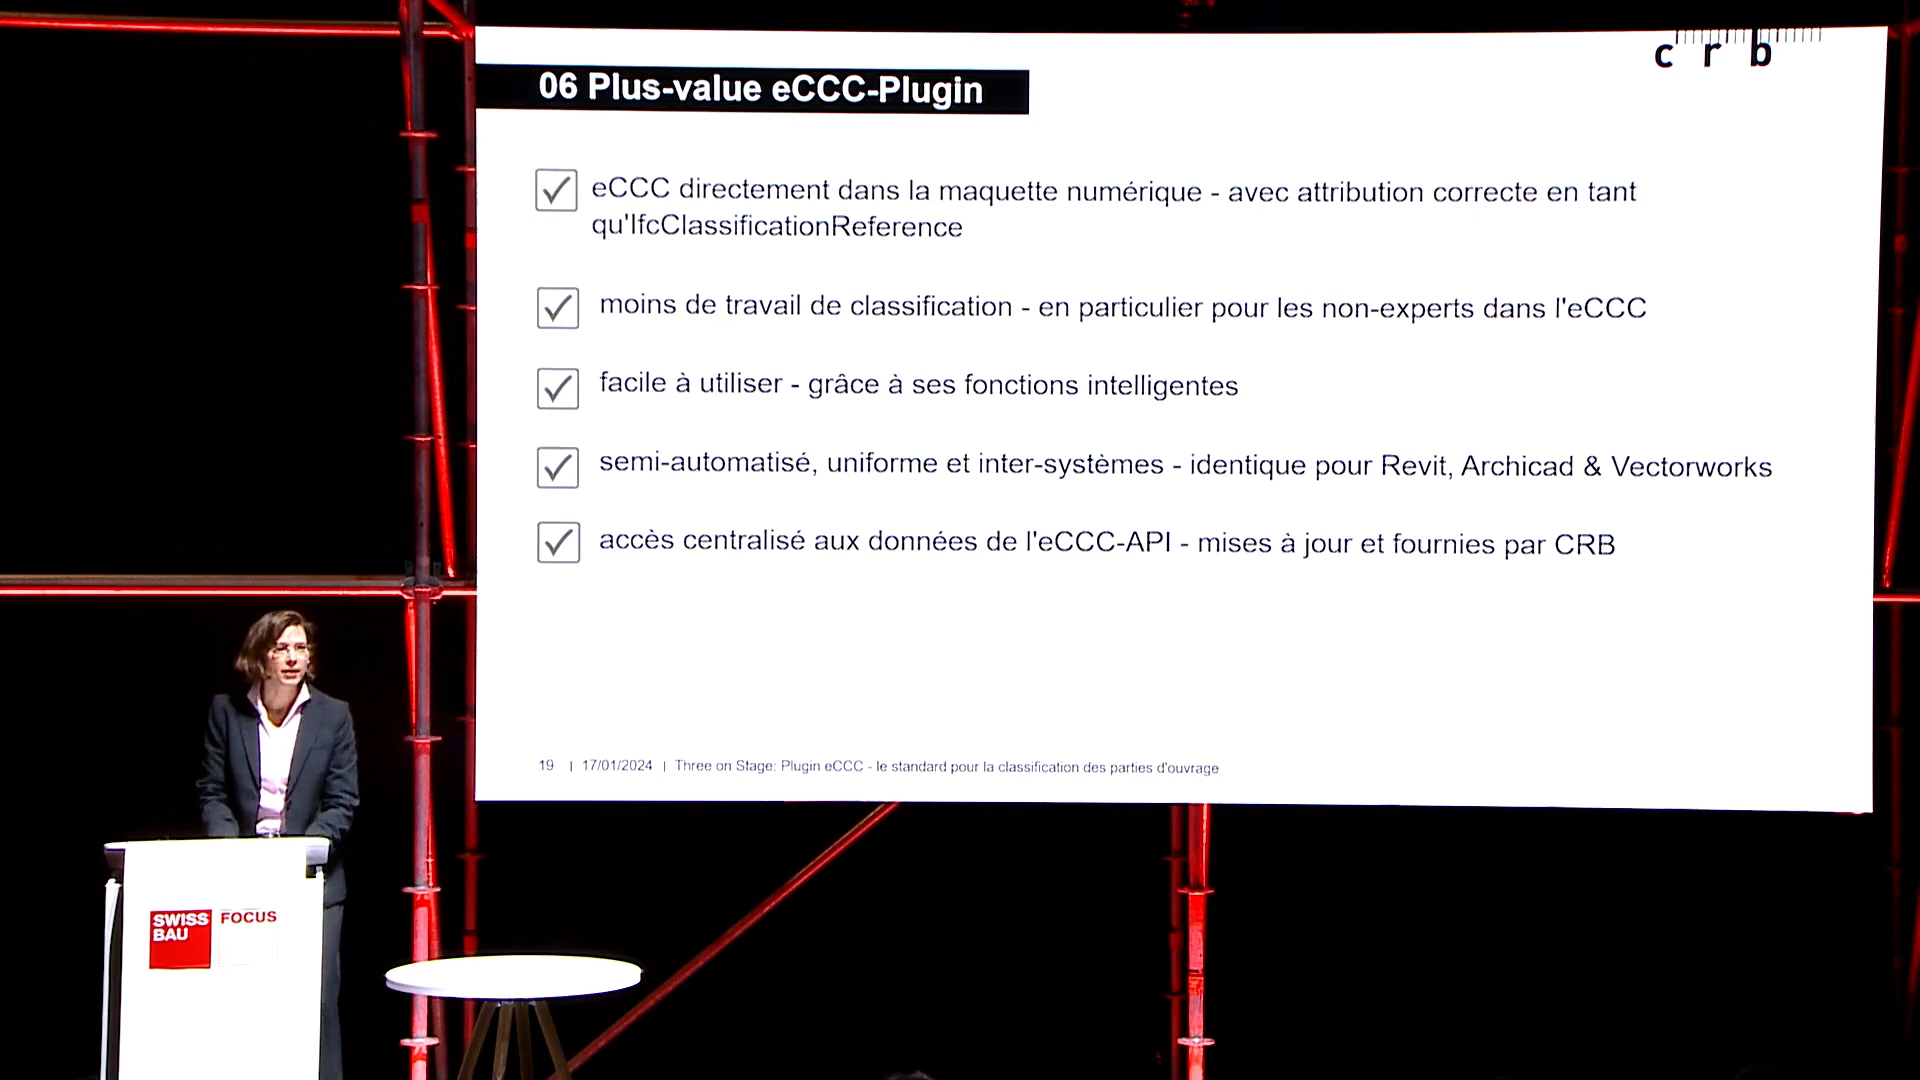 c r b
06 Plus-value eCCC-Plugin
eCCC directement dans la maquette numérique - avec attribution correcte en tant
qu'IfcClassificationReference
moins de travail de classification - en particulier pour les non-experts dans l'eCCC
facile à utiliser - grâce à ses fonctions intelligentes
semi-automatisé, uniforme et inter-systèmes - identique pour Revit, Archicad & Vectorworks
accès centralisé aux données de l'eCCC-API - mises à jour et fournies par CRB
19 | 17/01/2024 | Three on Stage: Plugin eCCC - le standard pour la classification des parties d'ouvrage
SWISS FOCUS
BAU